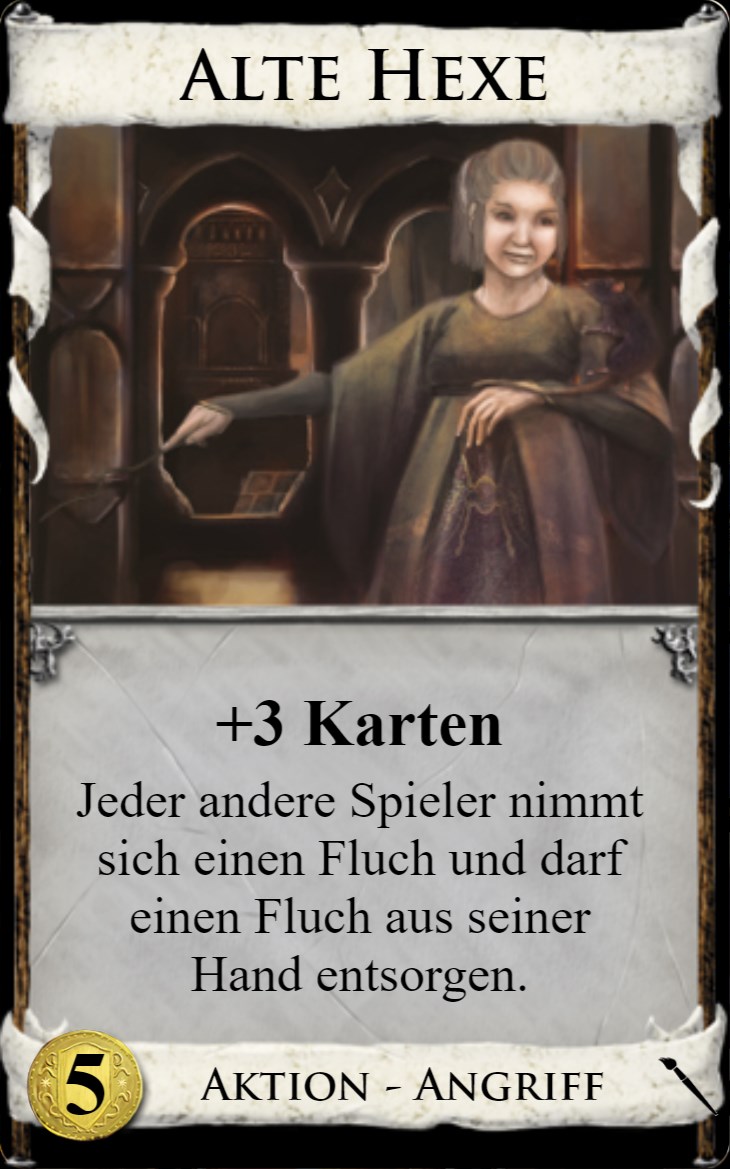 ALTE HEXE
+3 Karten
Jeder andere Spieler nimmt
sich einen Fluch und darf
einen Fluch aus seiner
Hand entsorgen.
5
AKTION - ANGRIFF